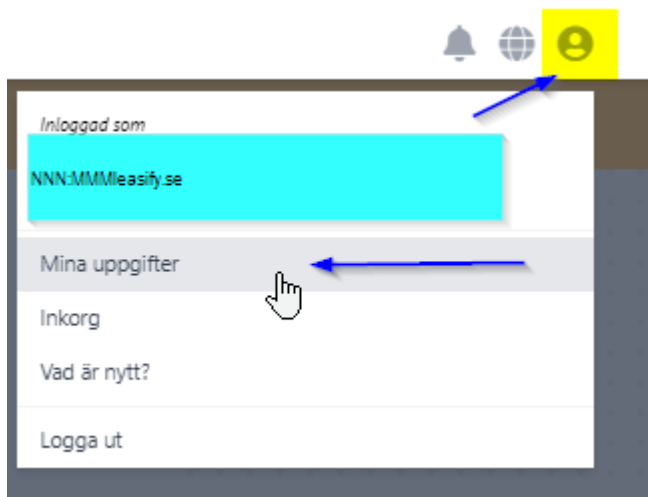 Inloggad som
NNN:MMMleasify.se
Mina uppgifter
Inkorg
Vad är nytt?
Logga ut